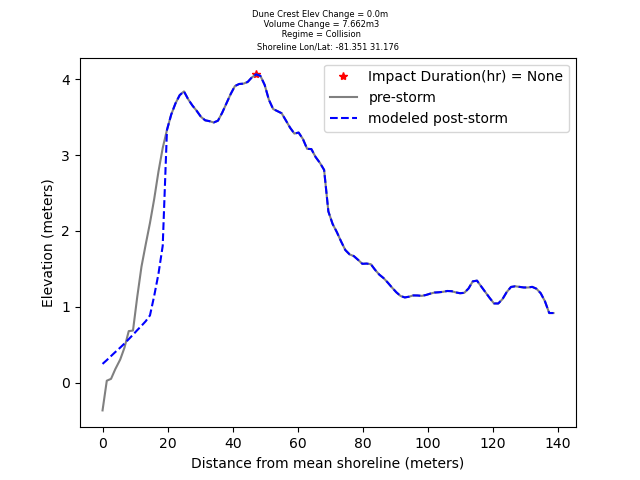 Dune Crest Elev Change = 0.0m
Volume Change = 7.662m3
Regime = Collision
Shoreline Lon/Lat: -81.351 31.176
Impact Duration(hr) = None
pre-storm
modeled post-storm
Elevation (meters)
4
3
2
1
0
0 20 40 60 80 100 120 140
Distance from mean shoreline (meters)